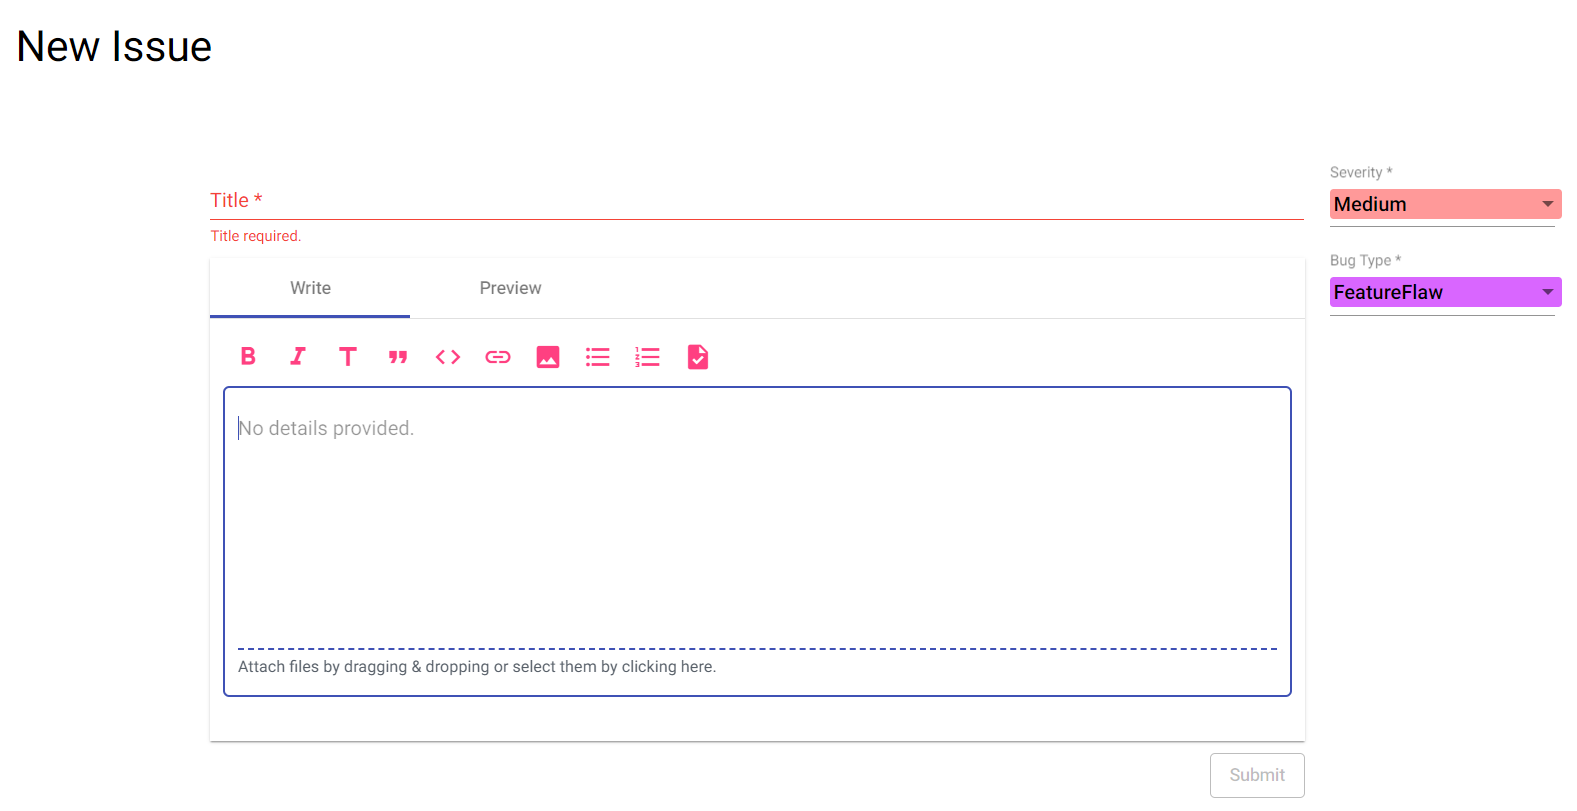 New Issue
Title *
Title required.
Severity *
Medium
Bug Type *
FeatureFlaw
Write Preview
No details provided.
Attach files by dragging & dropping or select them by clicking here.
Submit